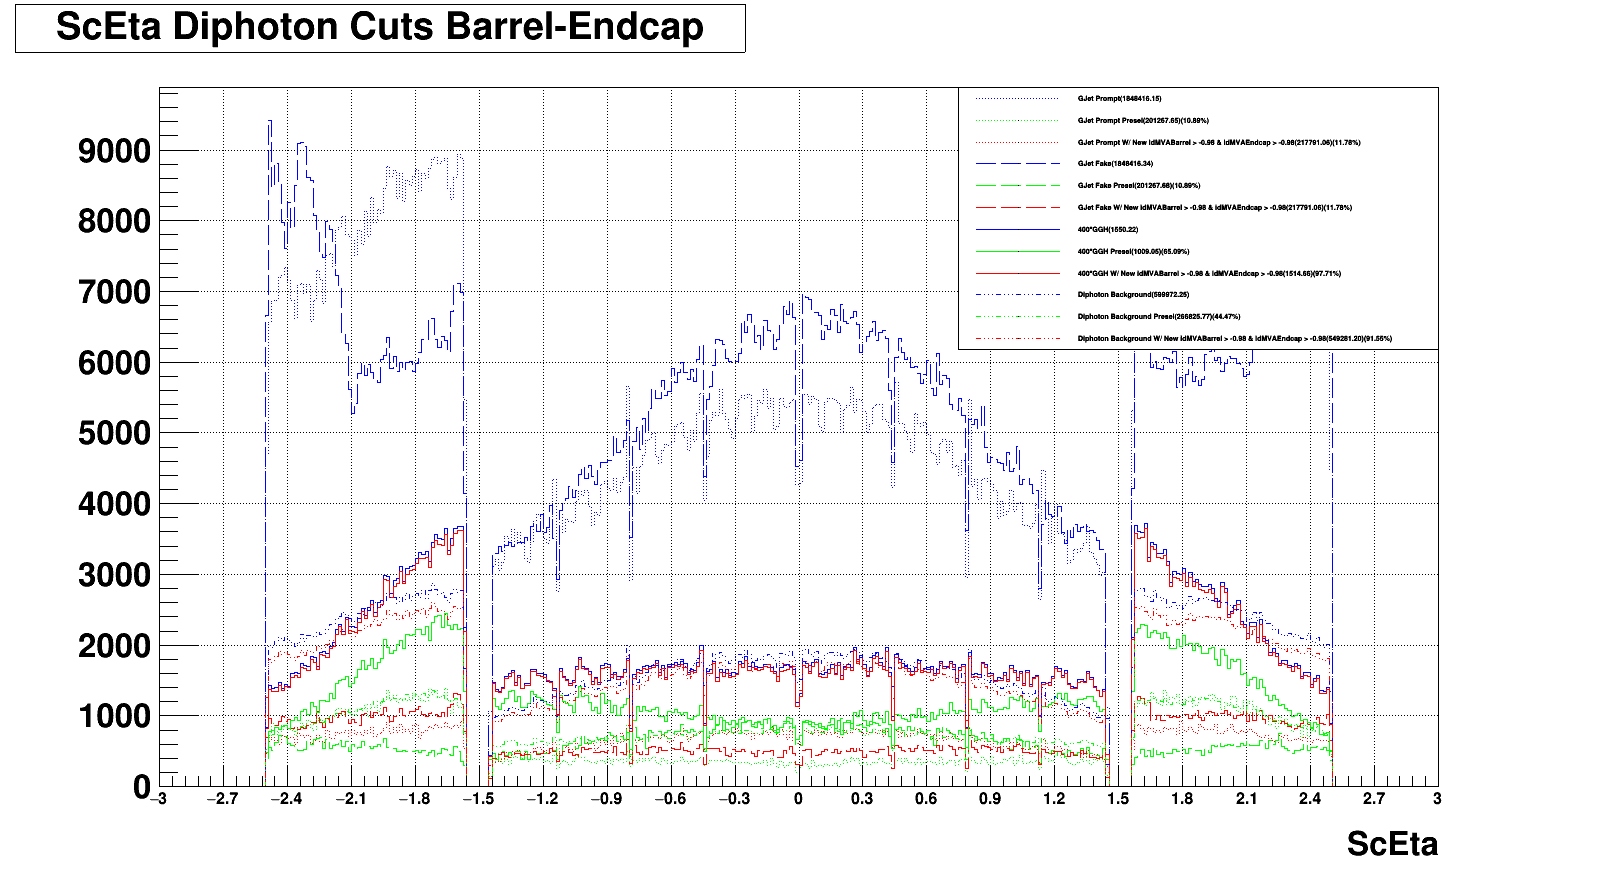 ScEta Diphoton Cuts Barrel-Endcap
GJet Prompt(1848416.15)
GJet Prompt Presel(201267.65)(10.89%)
GJet Prompt W/ New IdMVABarrel > -0.98 & IdMVAEndcap > -0.98(217791.06)(11.78%)
GJet Fake(1848416.34)
GJet Fake Presel(201267.68)(10.89%)
GJet Fake W/ New IdMVABarrel > -0.98 & IdMVAEndcap > -0.98(217791.05)(11.78%)
400*GGH(1550.22)
400*GGH Presel(1009.05)(65.09%)
400*GGH W/ New IdMVABarrel > -0.98 & IdMVAEndcap > -0.98(1514.66)(97.71%)
Diphoton Background(599972.25)
Diphoton Background Presel(266825.77)(44.47%)
Diphoton Background W/ New IdMVABarrel > -0.98 & IdMVAEndcap > -0.98(549281.20)(91.55%)
9000
8000
7000
6000
5000
4000
3000
2000
1000
0
−3 −2.7 −2.4 −2.1 −1.8 −1.5 −1.2 −0.9 −0.6 −0.3 0 0.3 0.6 0.9 1.2 1.5 1.8 2.1 2.4 2.7 3
ScEta